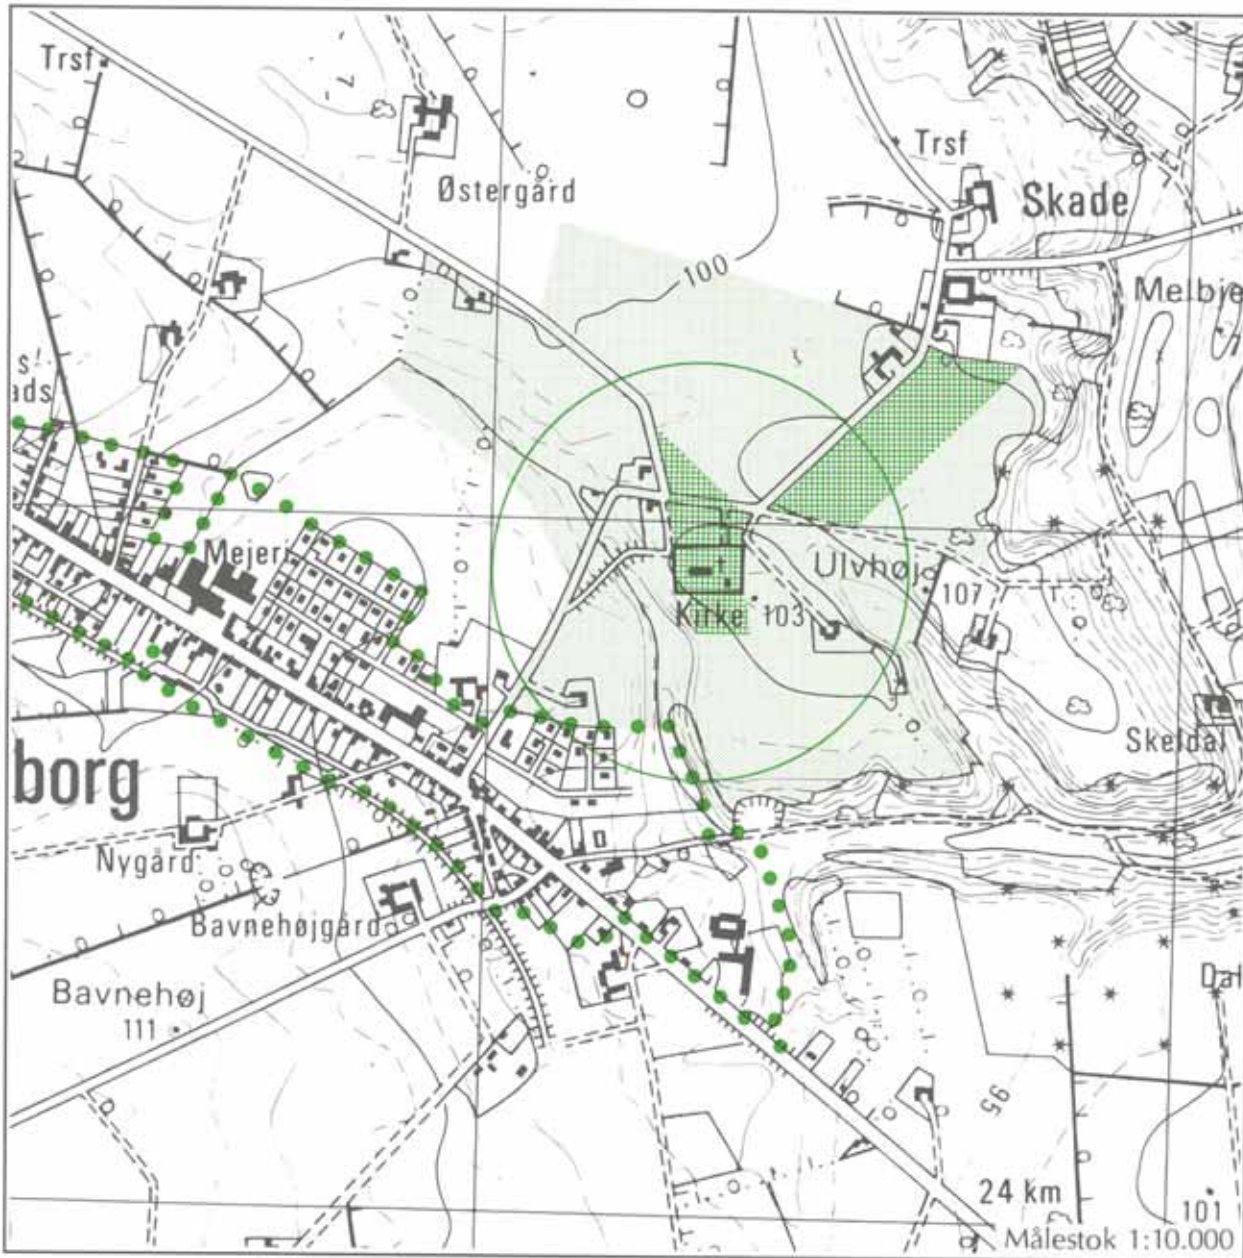 Trsf
7
Østergård
Trsf
Skade
100
Melbje
s!
ads
Mejeri
Ulvhøj
107
Kirke 103
Skeldal
borg
Nygård
Bavnehøjgård
Bavnehøj
111
Dal
95
24 km
101
Målestok 1:10.000